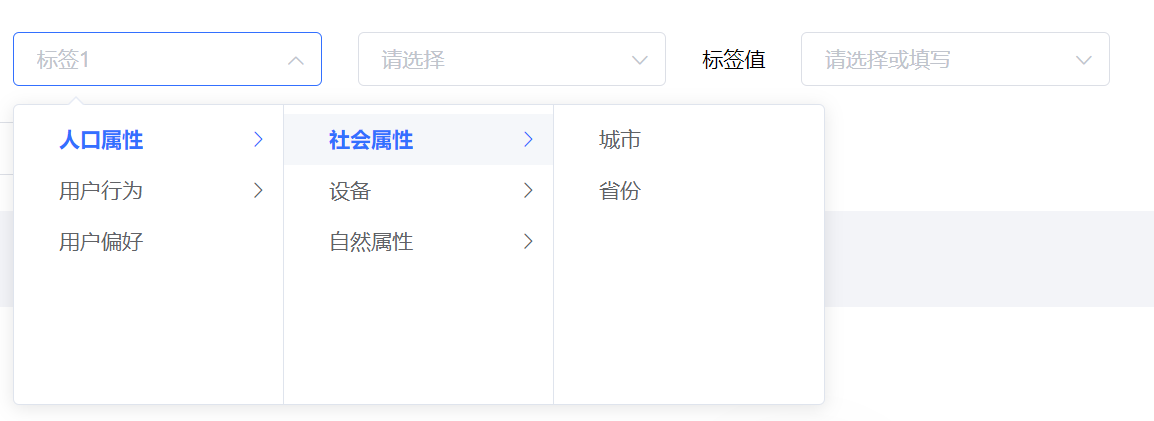 标签1
请选择
标签值
请选择或填写
人口属性
社会属性
城市
用户行为
设备
省份
用户偏好
自然属性